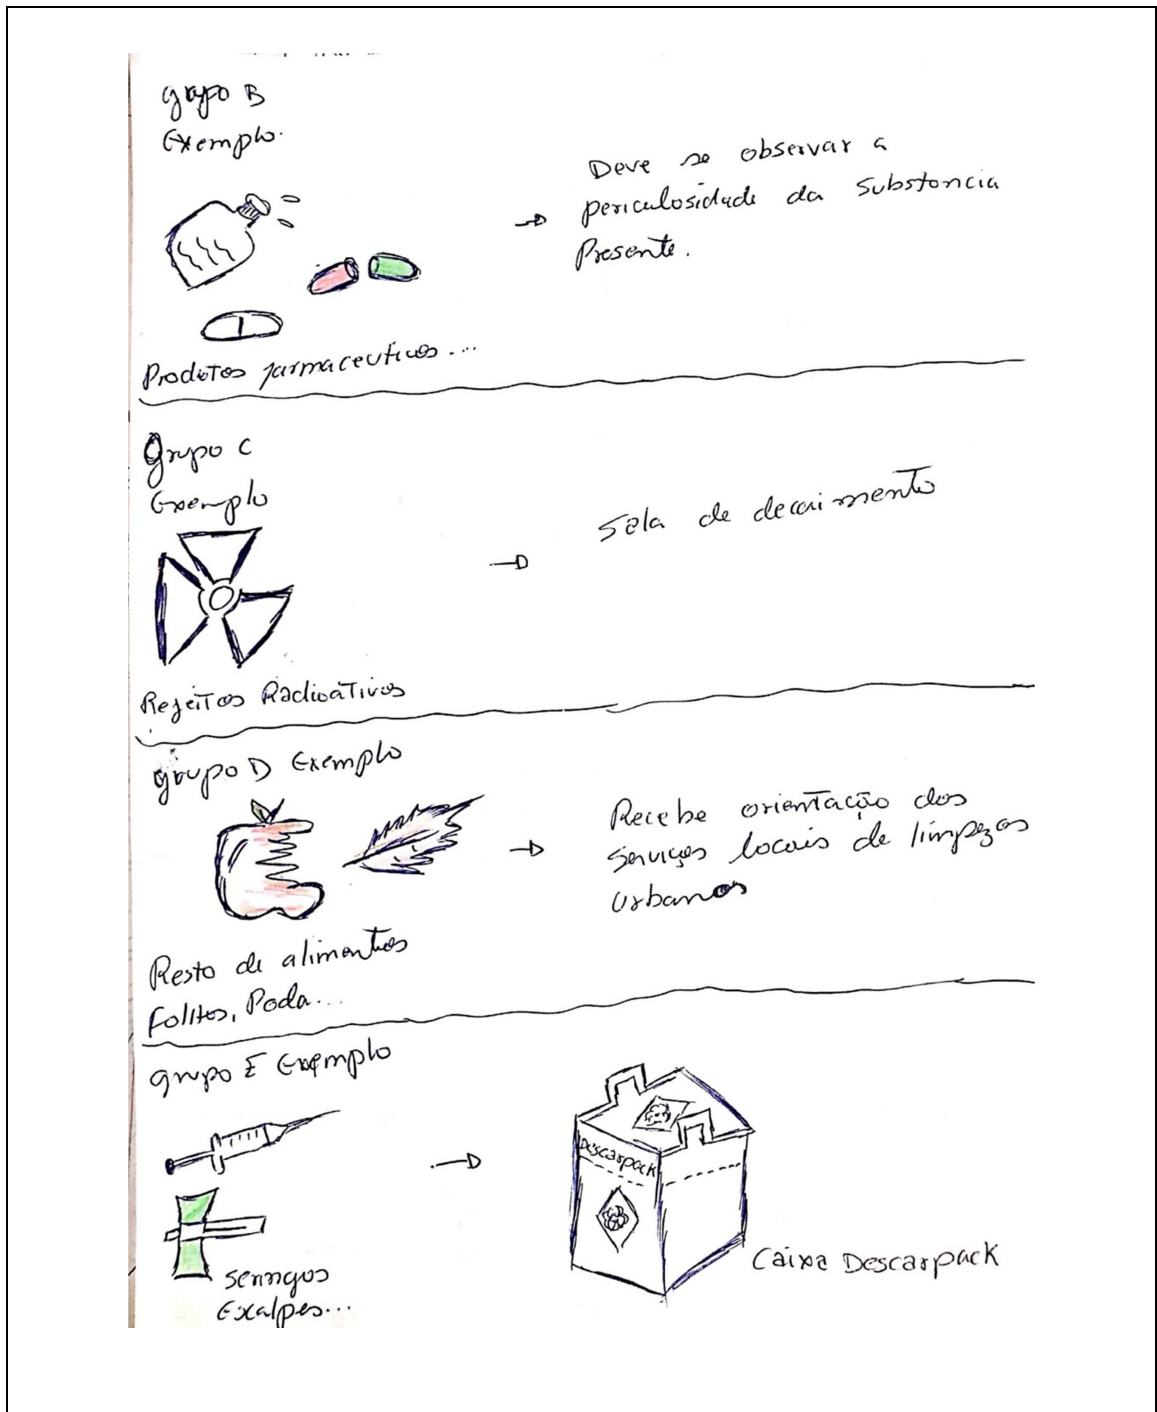 grupo B
Exemplo.
Deve se observar a
periculosidade da substoncia
Presente.
Produtos farmaceuticos...
Grupo C
Exemplo
Sala de decaimento
Rejeitos Radioativos
grupo D Exemplo
Recebe orientação dos
serviços locais de limpezas
urbanos
Resto de alimentos
folhas, Poda...
grupo E Exemplo
Descarpack
Caixa Descarpack
seringas
Exalpes...